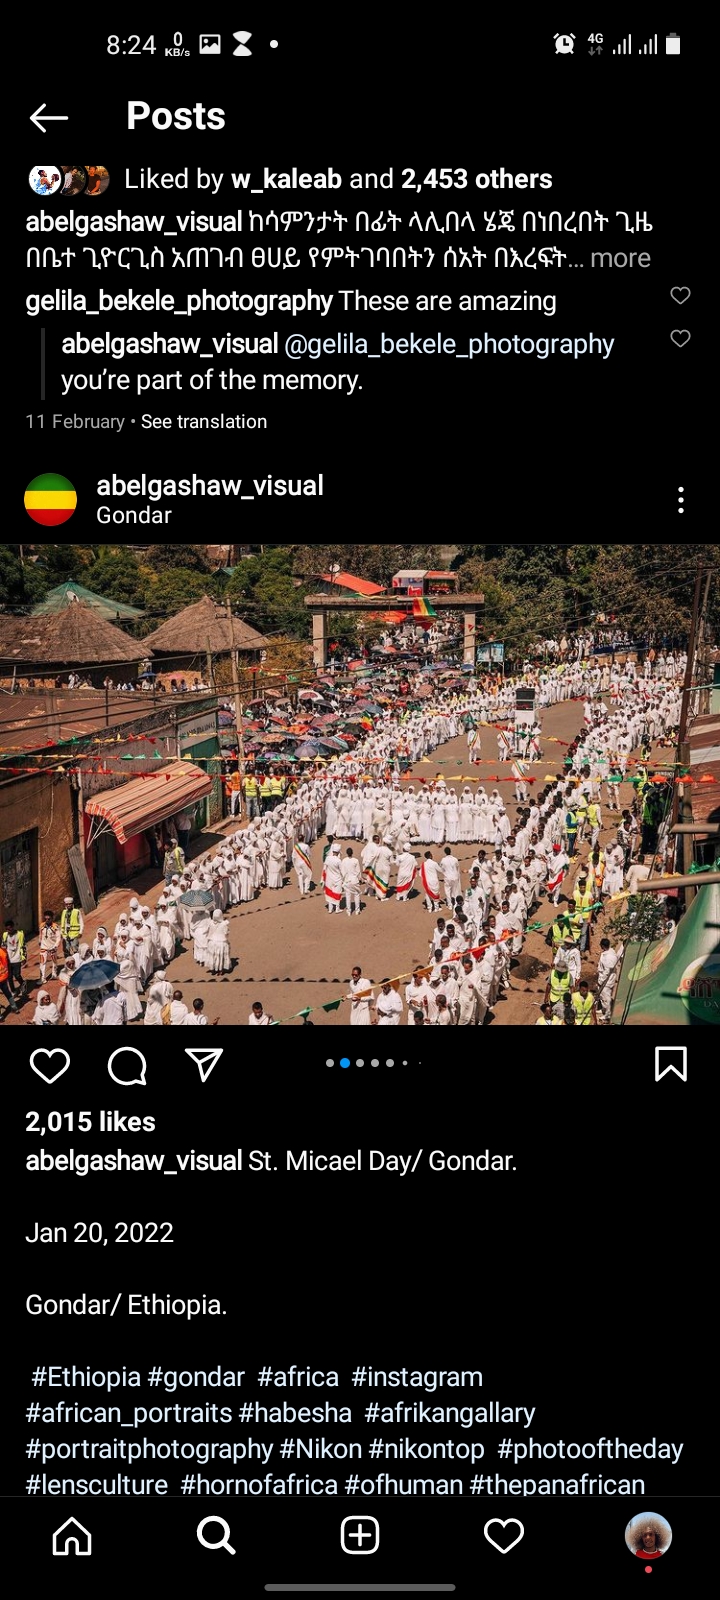 8:24 0 KB/s 4G
Posts
Liked by w_kaleab and 2,453 others
abelgashaw_visual ከሳምንታት በፊት ላሊበላ ሄጄ በነበረበት ጊዜ
በቤተ ጊዮርጊስ አጠገብ ፀሀይ የምትገባበትን ሰአት በእረፍት... more
gelila_bekele_photography These are amazing
abelgashaw_visual @gelila_bekele_photography
you’re part of the memory.
11 February • See translation
abelgashaw_visual
Gondar
2,015 likes
abelgashaw_visual St. Micael Day/ Gondar.
Jan 20, 2022
Gondar/ Ethiopia.
#Ethiopia #gondar #africa #instagram
#african_portraits #habesha #afrikangallary
#portraitphotography #Nikon #nikontop #photooftheday
#lensculture #hornofafrica #ofhuman #thepanafrican